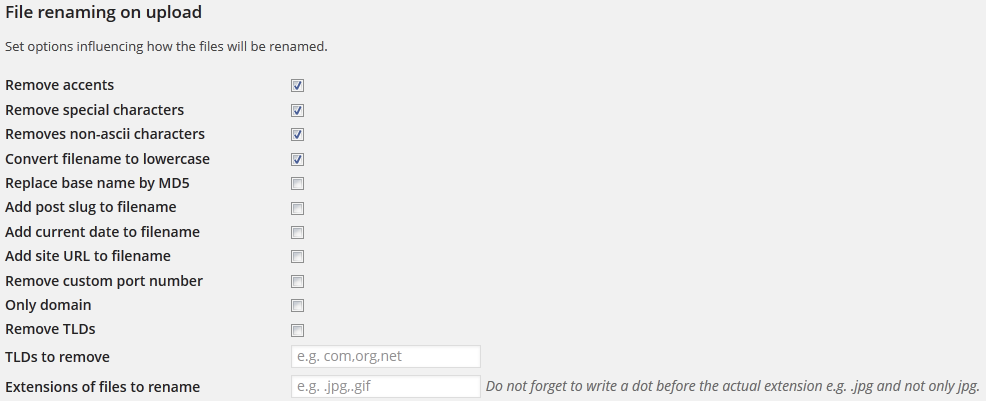 File renaming on upload
Set options influencing how the files will be renamed.
Remove accents
Remove special characters
Removes non-ascii characters
Convert filename to lowercase
Replace base name by MD5
Add post slug to filename
Add current date to filename
Add site URL to filename
Remove custom port number
Only domain
Remove TLDs
TLDs to remove e.g. com,org,net
Extensions of files to rename e.g. .jpg,.gif Do not forget to write a dot before the actual extension e.g. .jpg and not only jpg.